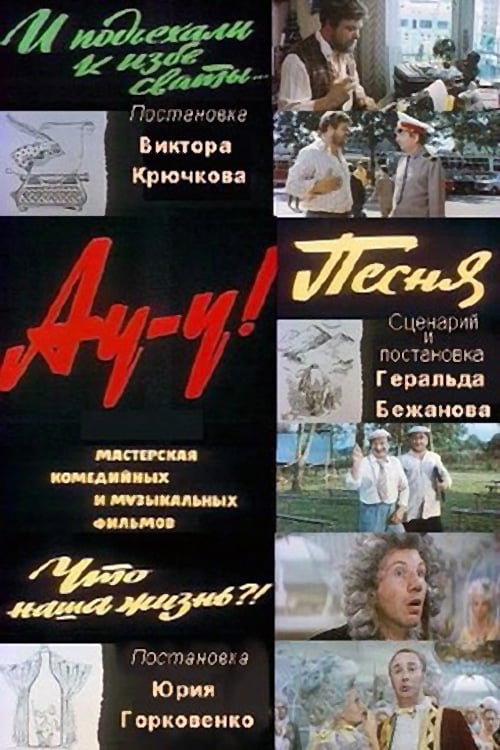 И подъехали
к избе
сваты...
Постановка
Виктора
Крючкова
Ау-у!
МАСТЕРСКАЯ
КОМЕДИЙНЫХ
И МУЗЫКАЛЬНЫХ
ФИЛЬМОВ
Песня
Сценарий
и
постановка
Геральда
Бежанова
Что
наша жизнь?!
Постановка
Юрия
Горковенко